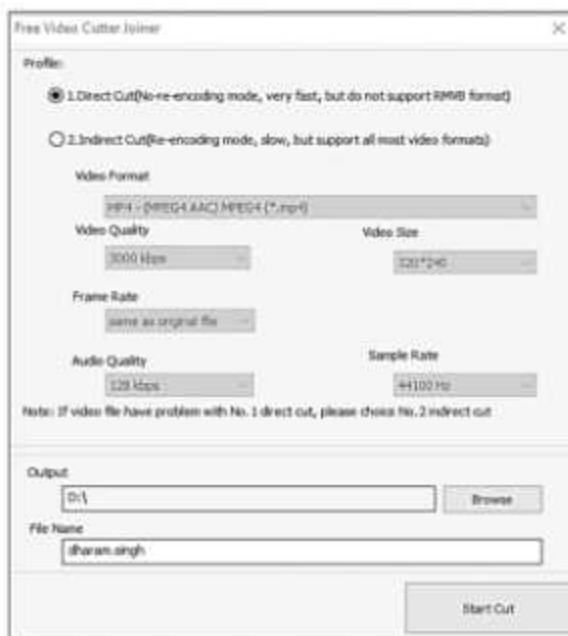 Free Video Cutter Joiner
Profile:
1.Direct Cut(No-re-encoding mode, very fast, but do not support RMVB format)
2.Indirect Cut(Re-encoding mode, slow, but support all most video formats)
Video Format
MP4 - (MPEG4 AAC) MPEG4 (*.mp4)
Video Quality Video Size
3000 kbps 320*240
Frame Rate
same as original file
Audio Quality Sample Rate
128 kbps 44100 Hz
Note: If video file have problem with No. 1 direct cut, please choice No. 2 indirect cut
Output
D:\ Browse
File Name
dharam.singh
Start Cut